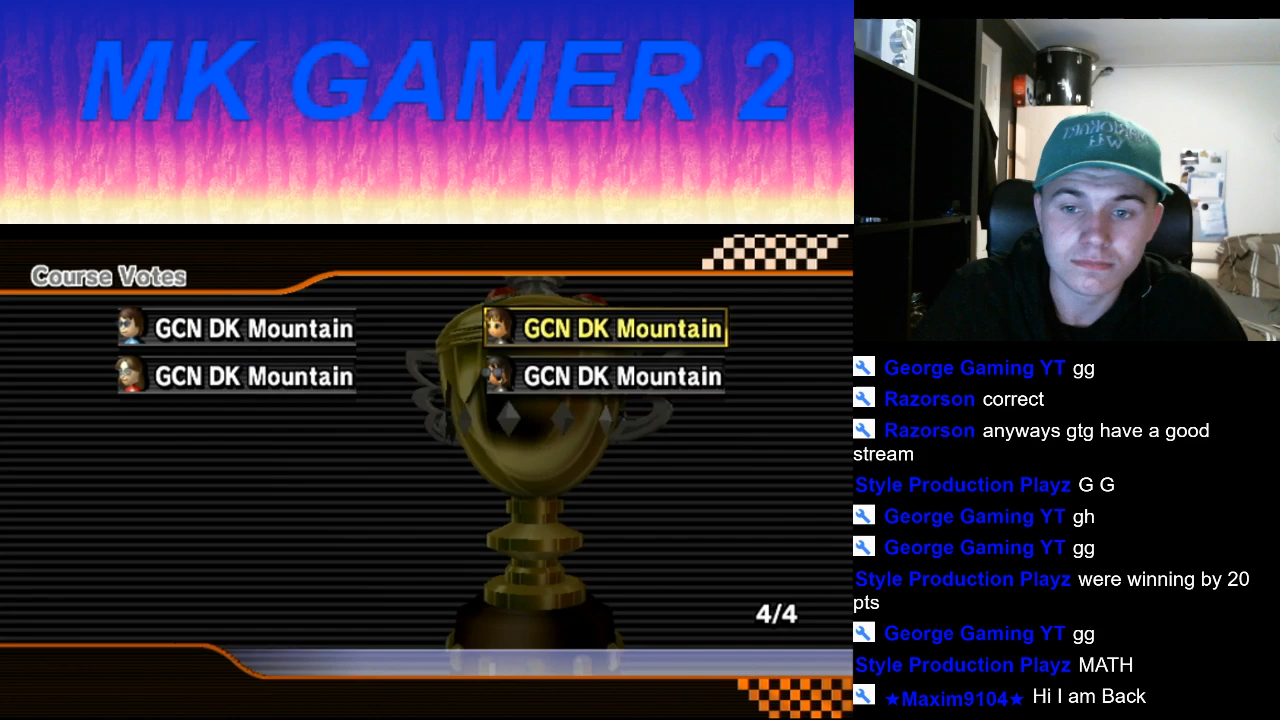 MK GAMER 2
Course Votes
GCN DK Mountain
GCN DK Mountain
GCN DK Mountain
GCN DK Mountain
4/4
George Gaming YT gg
Razorson correct
Razorson anyways gtg have a good
stream
Style Production Playz G G
George Gaming YT gh
George Gaming YT gg
Style Production Playz were winning by 20
pts
George Gaming YT gg
Style Production Playz MATH
★Maxim9104★ Hi I am Back